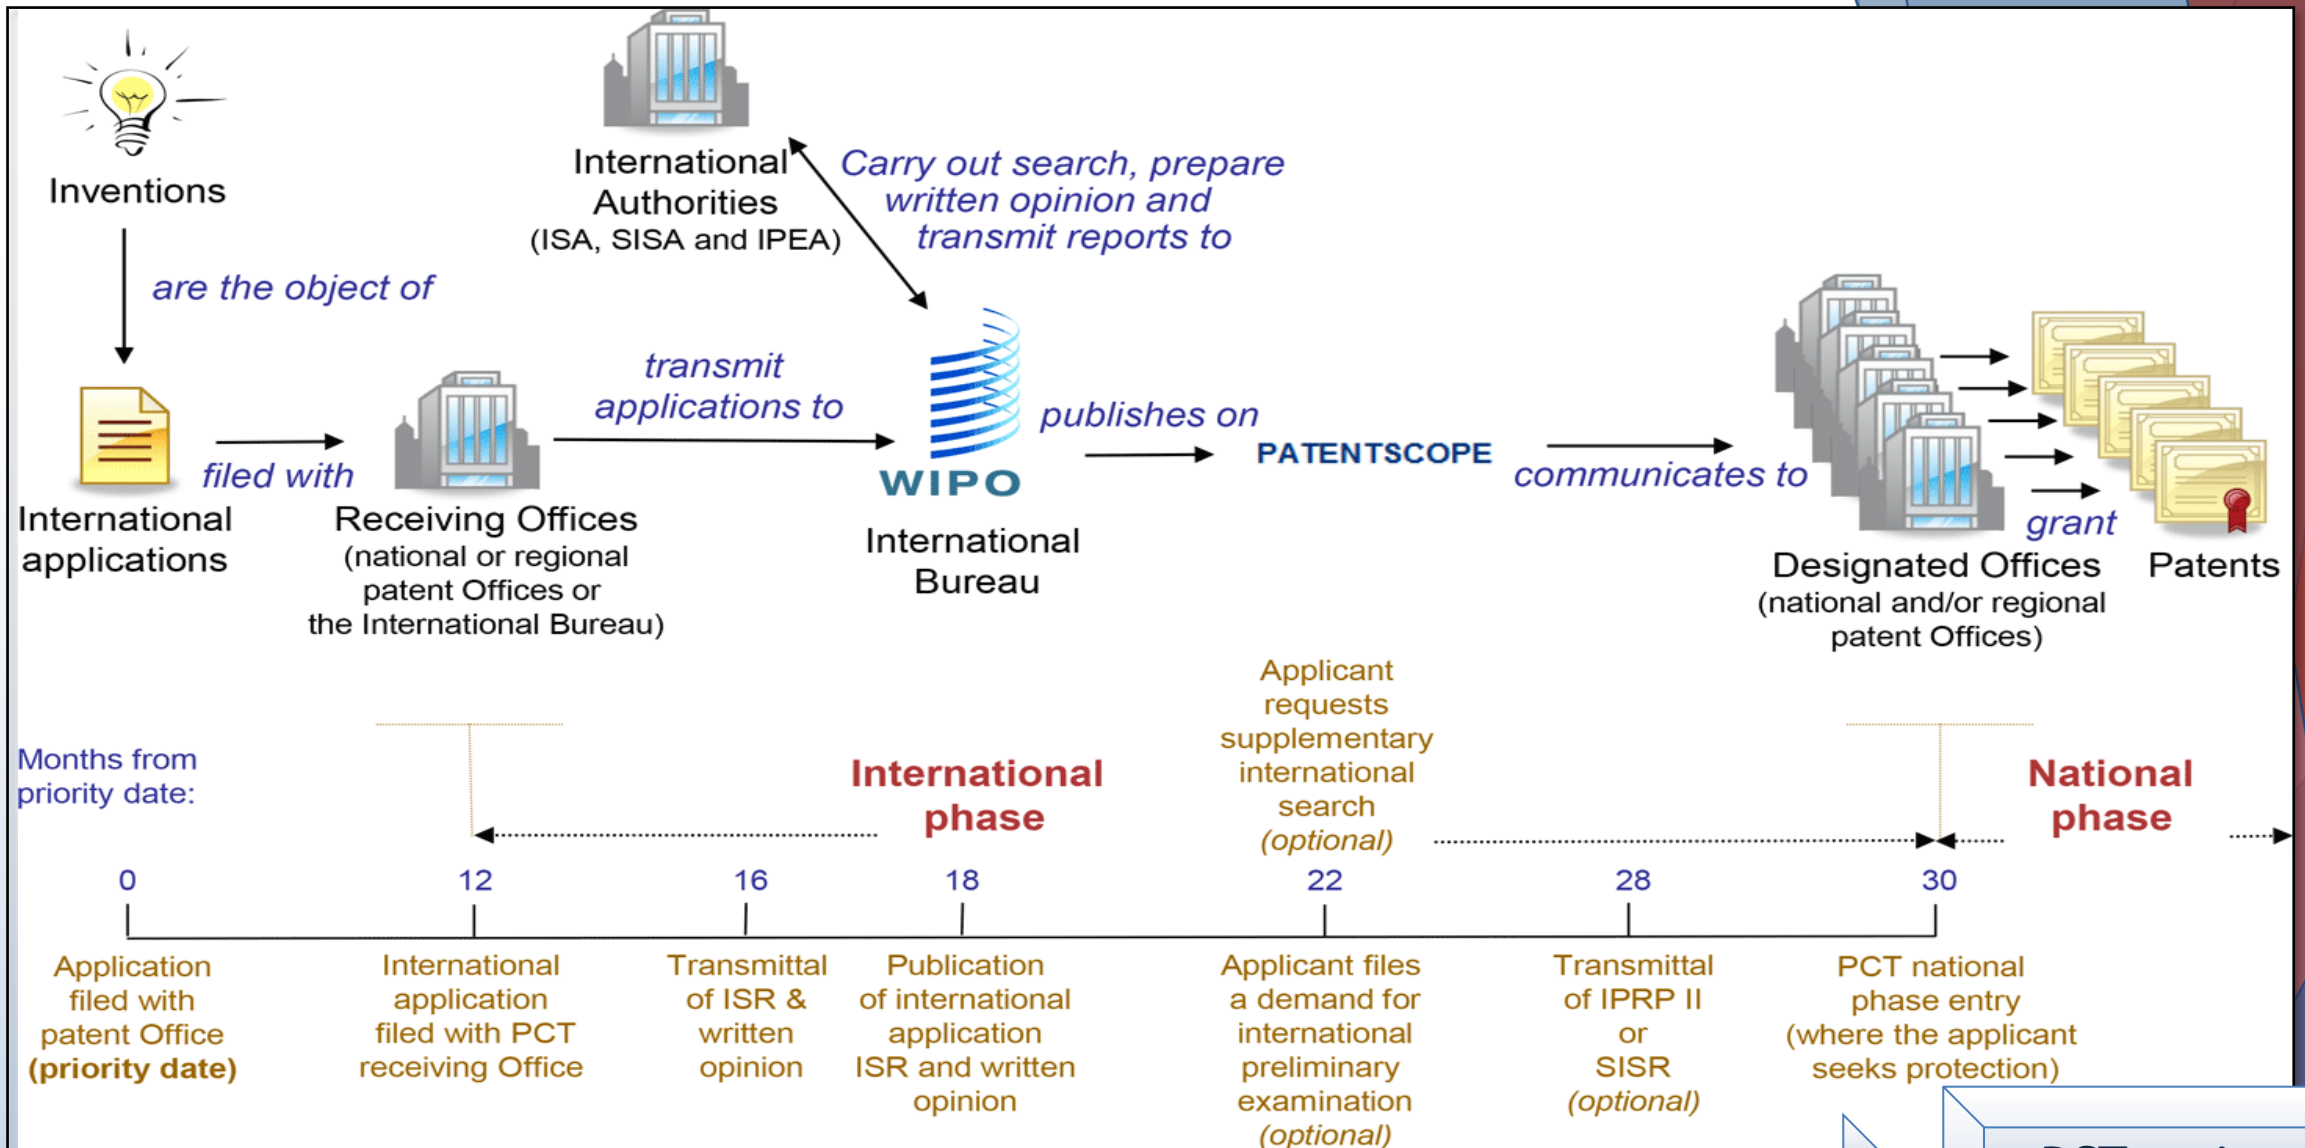 Inventions
are the object of
International
applications
filed with
Receiving Offices
(national or regional
patent Offices or
the International Bureau)
transmit
applications to
International
Authorities
(ISA, SISA and IPEA)
Carry out search, prepare
written opinion and
transmit reports to
WIPO
International
Bureau
publishes on
PATENTSCOPE
communicates to
Designated Offices
(national and/or regional
patent Offices)
grant
Patents
Months from
priority date:
International
phase
Applicant
requests
supplementary
international
search
(optional)
National
phase
0
12
16
18
22
28
30
Application
filed with
patent Office
(priority date)
International
application
filed with PCT
receiving Office
Transmittal
of ISR &
written
opinion
Publication
of international
application
ISR and written
opinion
Applicant files
a demand for
international
preliminary
examination
(optional)
Transmittal
of IPRP II
or
SISR
(optional)
PCT national
phase entry
(where the applicant
seeks protection)